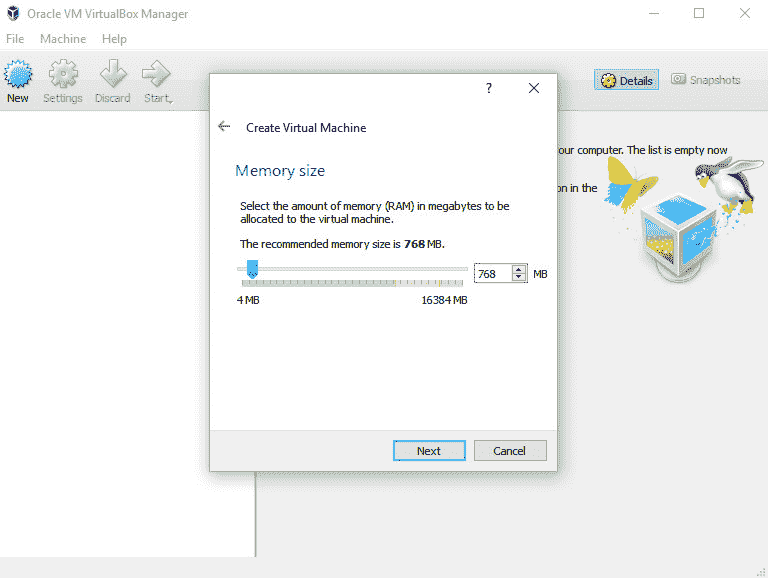 Oracle VM VirtualBox Manager
File Machine Help
New Settings Discard Start
Details Snapshots
?
Create Virtual Machine
our computer. The list is empty now
Memory size
on in the
Select the amount of memory (RAM) in megabytes to be
allocated to the virtual machine.
The recommended memory size is 768 MB.
768 MB
4 MB 16384 MB
Next Cancel